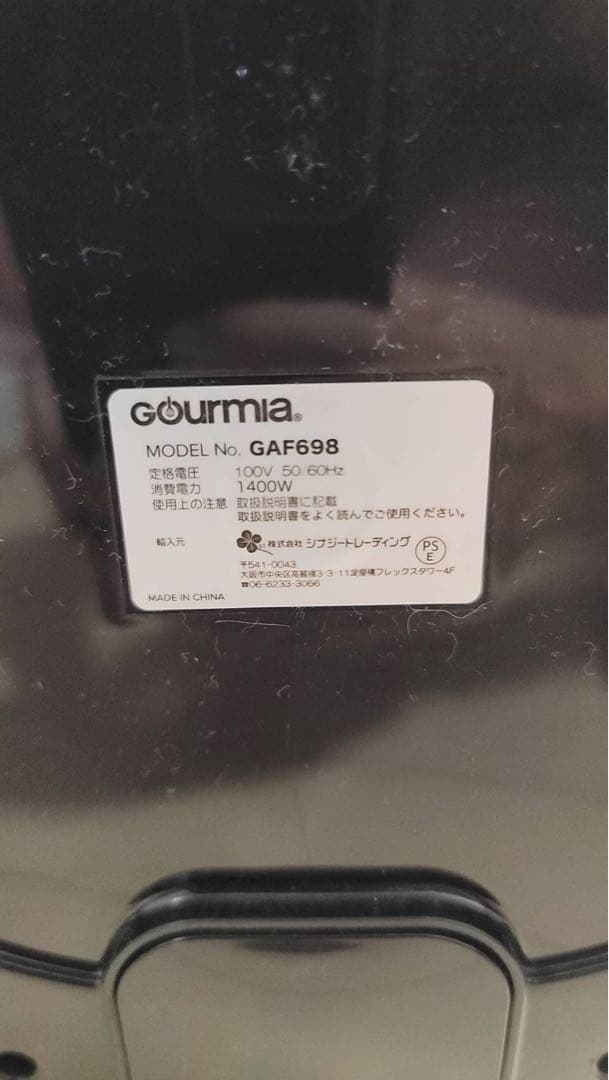 Gourmia®
MODEL No. GAF698
定格電圧 100V 50/60Hz
消費電力 1400W
使用上の注意 取扱説明書に記載
取扱説明書をよく読んでご使用ください。
輸入元 株式会社 シナジートレーディング PS E
〒541-0043
大阪市中央区高麗橋3-3-11淀屋橋フレックスタワー4F
☎06-6233-3066
MADE IN CHINA